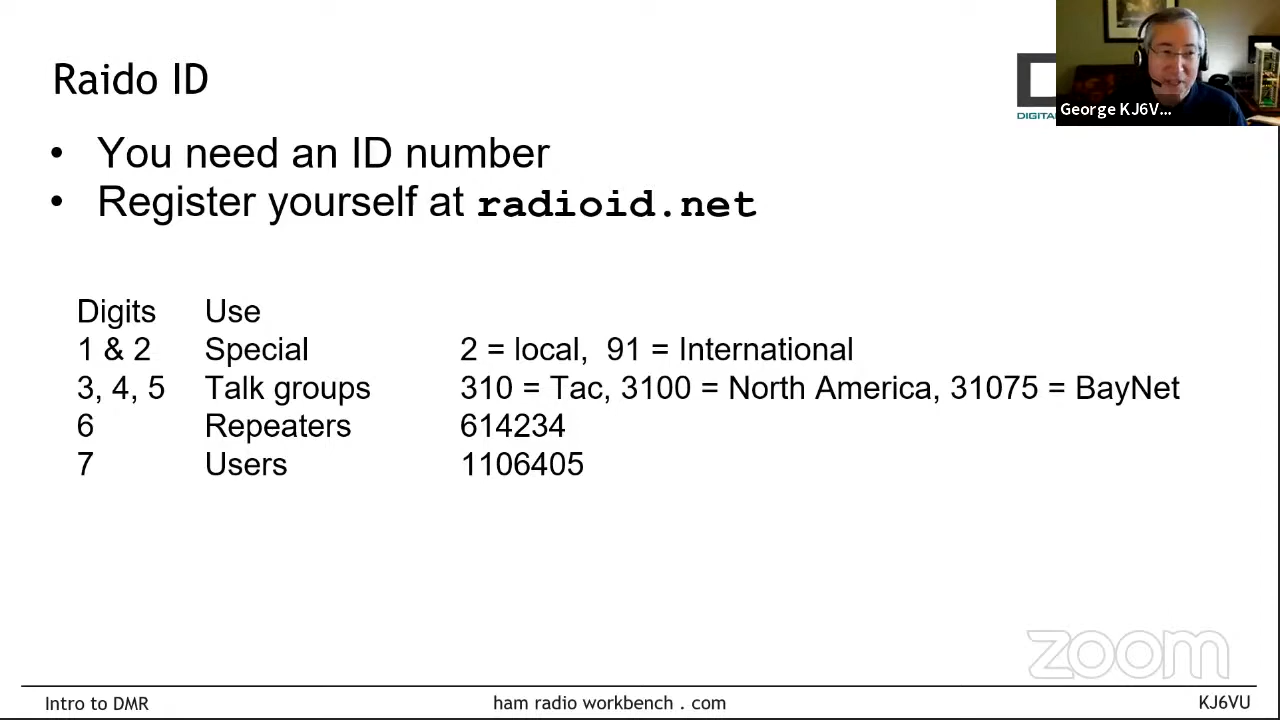 Raido ID
• You need an ID number
• Register yourself at radioid.net
Digits Use
1 & 2 Special 2 = local, 91 = International
3, 4, 5 Talk groups 310 = Tac, 3100 = North America, 31075 = BayNet
6 Repeaters 614234
7 Users 1106405
D
DIGITA
George KJ6V...
zoom
Intro to DMR ham radio workbench . com KJ6VU